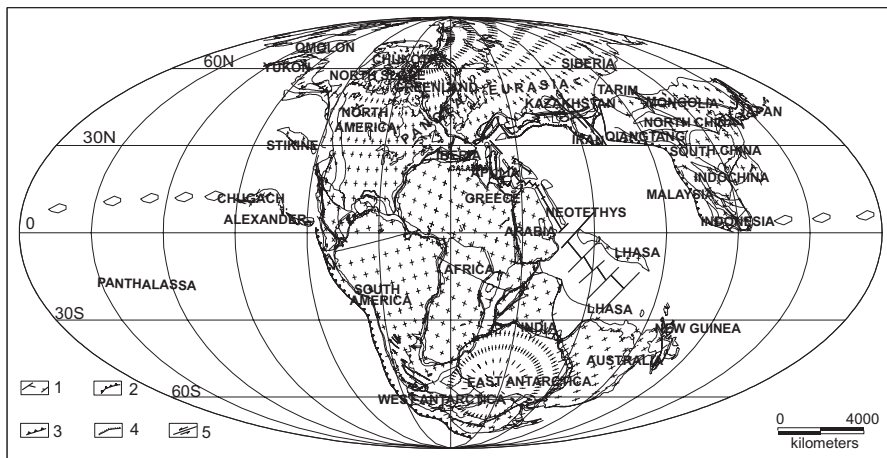 OMOLON
CHUKOTKA
60N
YUKON
SIBERIA
NORTH SLOPE
GREENLAND
EURASIA
TARIM
KAZAKHSTAN
MONGOLIA
JAPAN
NORTH AMERICA
PANGEA
NORTH CHINA
30N
STIKINE
IBERIA
IRAN
QIANGTANG
SOUTH CHINA
APULIA
INDOCHINA
CHUGACH
GREECE
MALAYSIA
ALEXANDER
NEOTETHYS
INDONESIA
0
ARABIA
LHASA
AFRICA
PANTHALASSA
SOUTH
AMERICA
LHASA
30S
INDIA
NEW GUINEA
AUSTRALIA
EAST ANTARCTICA
60S
WEST ANTARCTICA
1
2
3
4
5
0 4000
kilometers